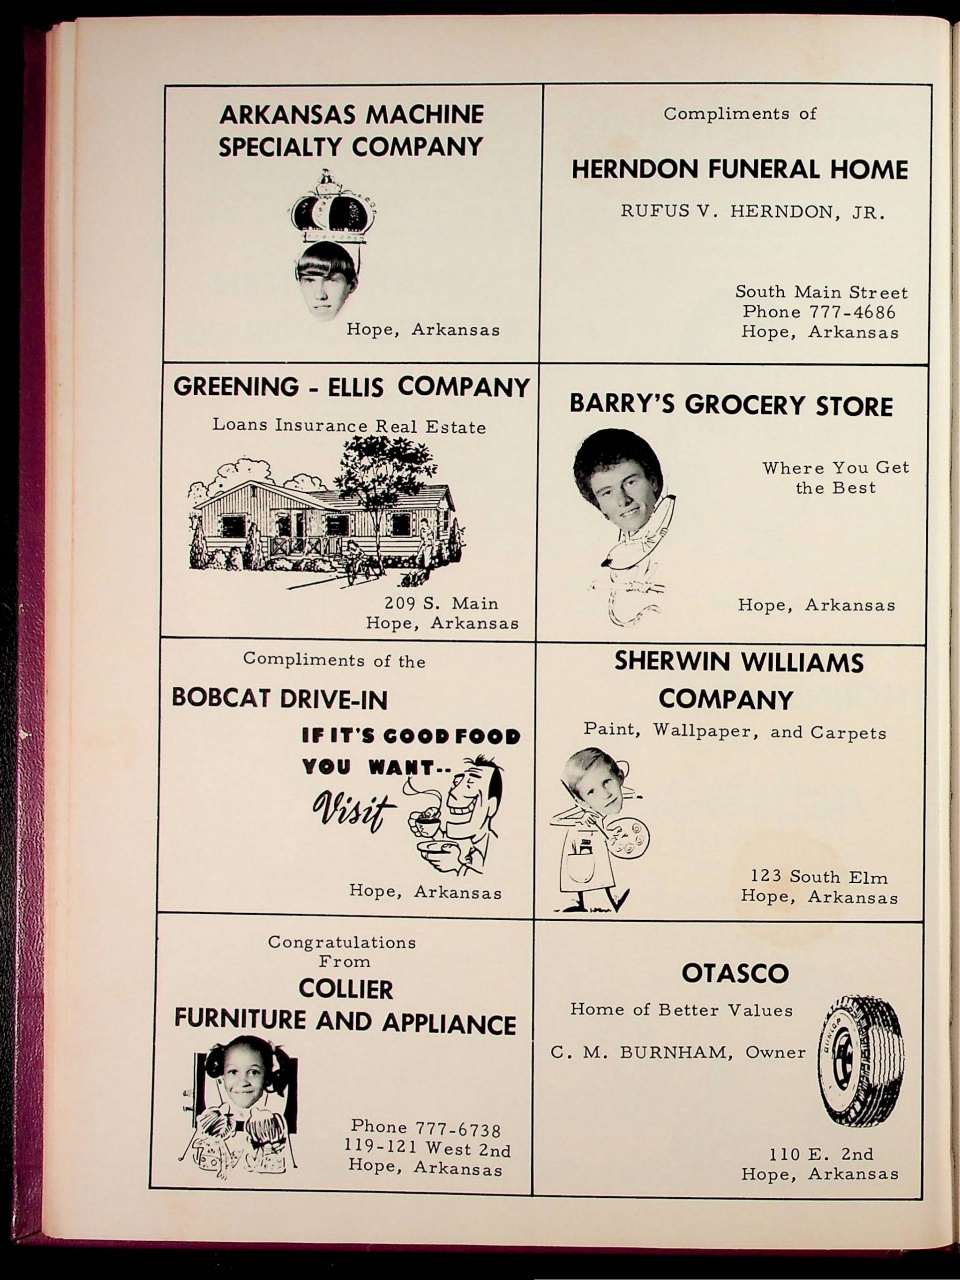 ARKANSAS MACHINE
SPECIALTY COMPANY
Hope, Arkansas
Compliments of
HERNDON FUNERAL HOME
RUFUS V. HERNDON, JR.
South Main Street
Phone 777-4686
Hope, Arkansas
GREENING - ELLIS COMPANY
Loans Insurance Real Estate
209 S. Main
Hope, Arkansas
BARRY'S GROCERY STORE
Where You Get
the Best
Hope, Arkansas
Compliments of the
BOBCAT DRIVE-IN
IF IT'S GOOD FOOD
YOU WANT--
Visit
Hope, Arkansas
SHERWIN WILLIAMS
COMPANY
Paint, Wallpaper, and Carpets
123 South Elm
Hope, Arkansas
Congratulations
From
COLLIER
FURNITURE AND APPLIANCE
Phone 777-6738
119-121 West 2nd
Hope, Arkansas
OTASCO
Home of Better Values
C. M. BURNHAM, Owner
DUNLOP
110 E. 2nd
Hope, Arkansas